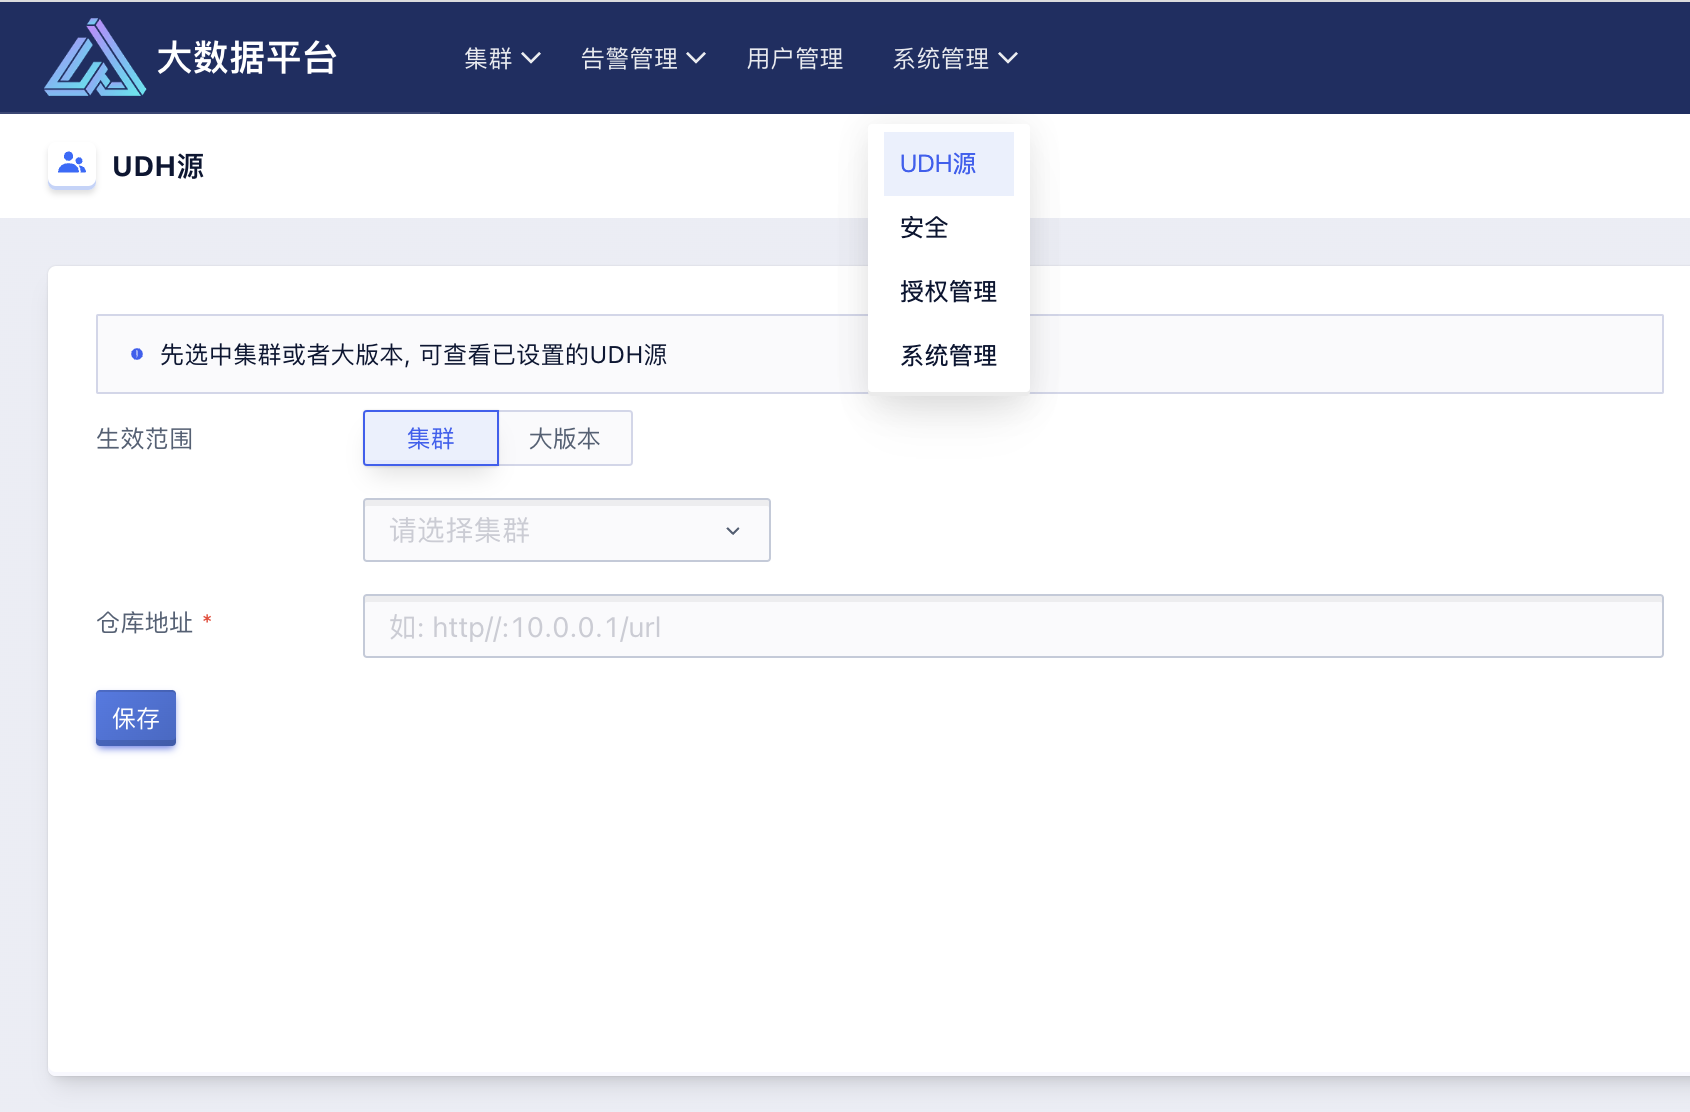 大数据平台
集群 告警管理 用户管理 系统管理
UDH源
UDH源
安全
授权管理
系统管理
先选中集群或者大版本, 可查看已设置的UDH源
生效范围 集群 大版本
请选择集群
仓库地址 * 如: http//:10.0.0.1/url
保存